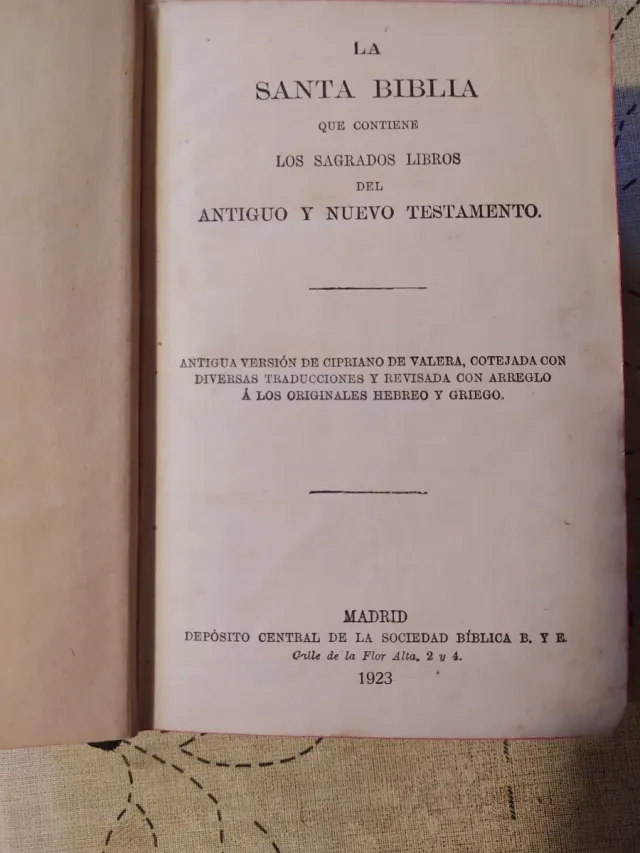 LA
SANTA BIBLIA
QUE CONTIENE
LOS SAGRADOS LIBROS
DEL
ANTIGUO Y NUEVO TESTAMENTO.
ANTIGUA VERSIÓN DE CIPRIANO DE VALERA, COTEJADA CON
DIVERSAS TRADUCCIONES Y REVISADA CON ARREGLO
Á LOS ORIGINALES HEBREO Y GRIEGO.
MADRID
DEPÓSITO CENTRAL DE LA SOCIEDAD BÍBLICA B. Y E.
Calle de la Flor Alta, 2 y 4.
1923